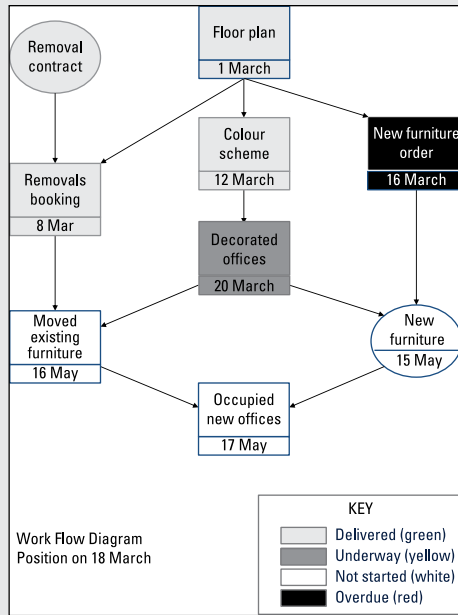 Removal
contract
Floor plan
1 March
Colour
scheme
12 March
New furniture
order
16 March
Removals
booking
8 Mar
Decorated
offices
20 March
Moved
existing
furniture
16 May
New
furniture
15 May
Occupied
new offices
17 May
Work Flow Diagram
Position on 18 March
KEY
Delivered (green)
Underway (yellow)
Not started (white)
Overdue (red)